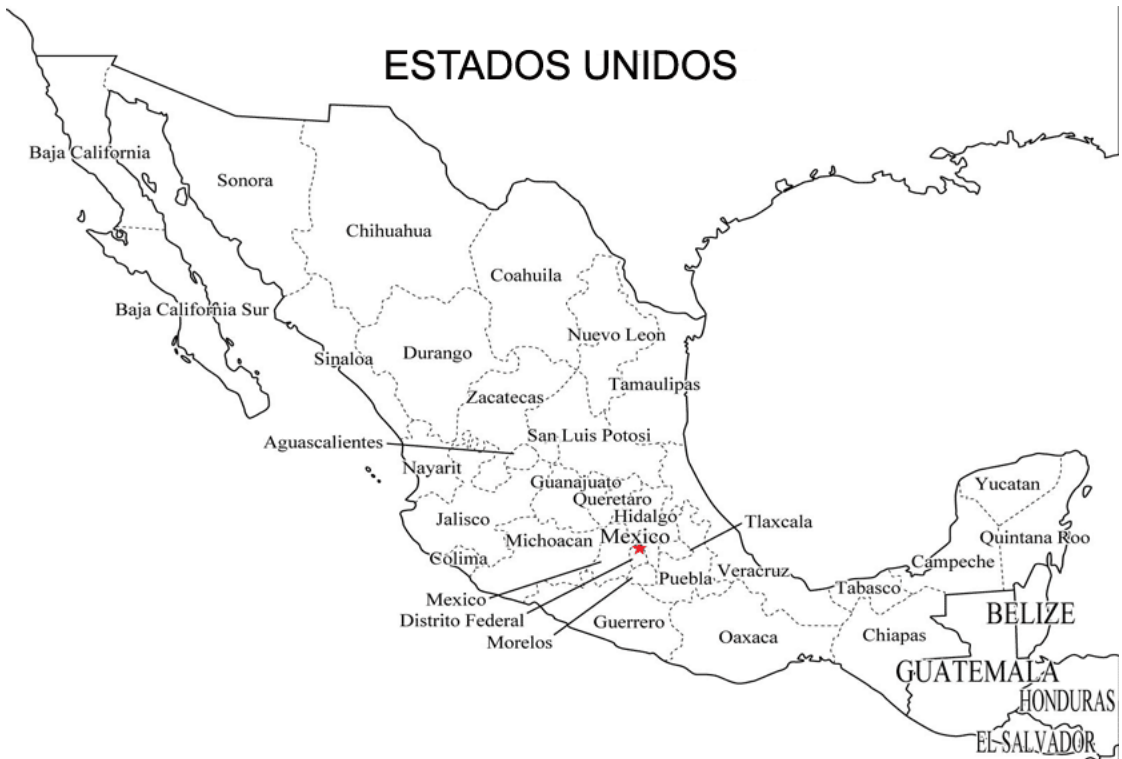 ESTADOS UNIDOS
Baja California
Sonora
Chihuahua
Coahuila
Baja California Sur
Nuevo Leon
Sinaloa
Durango
Tamaulipas
Zacatecas
San Luis Potosi
Aguascalientes
Nayarit
Guanajuato
Yucatan
Queretaro
Hidalgo
Jalisco
Tlaxcala
Mexico
Michoacan
Quintana Roo
Colima
Campeche
Veracruz
Puebla
Tabasco
Mexico
Distrito Federal
Guerrero
BELIZE
Morelos
Oaxaca
Chiapas
GUATEMALA
HONDURAS
EL SALVADOR